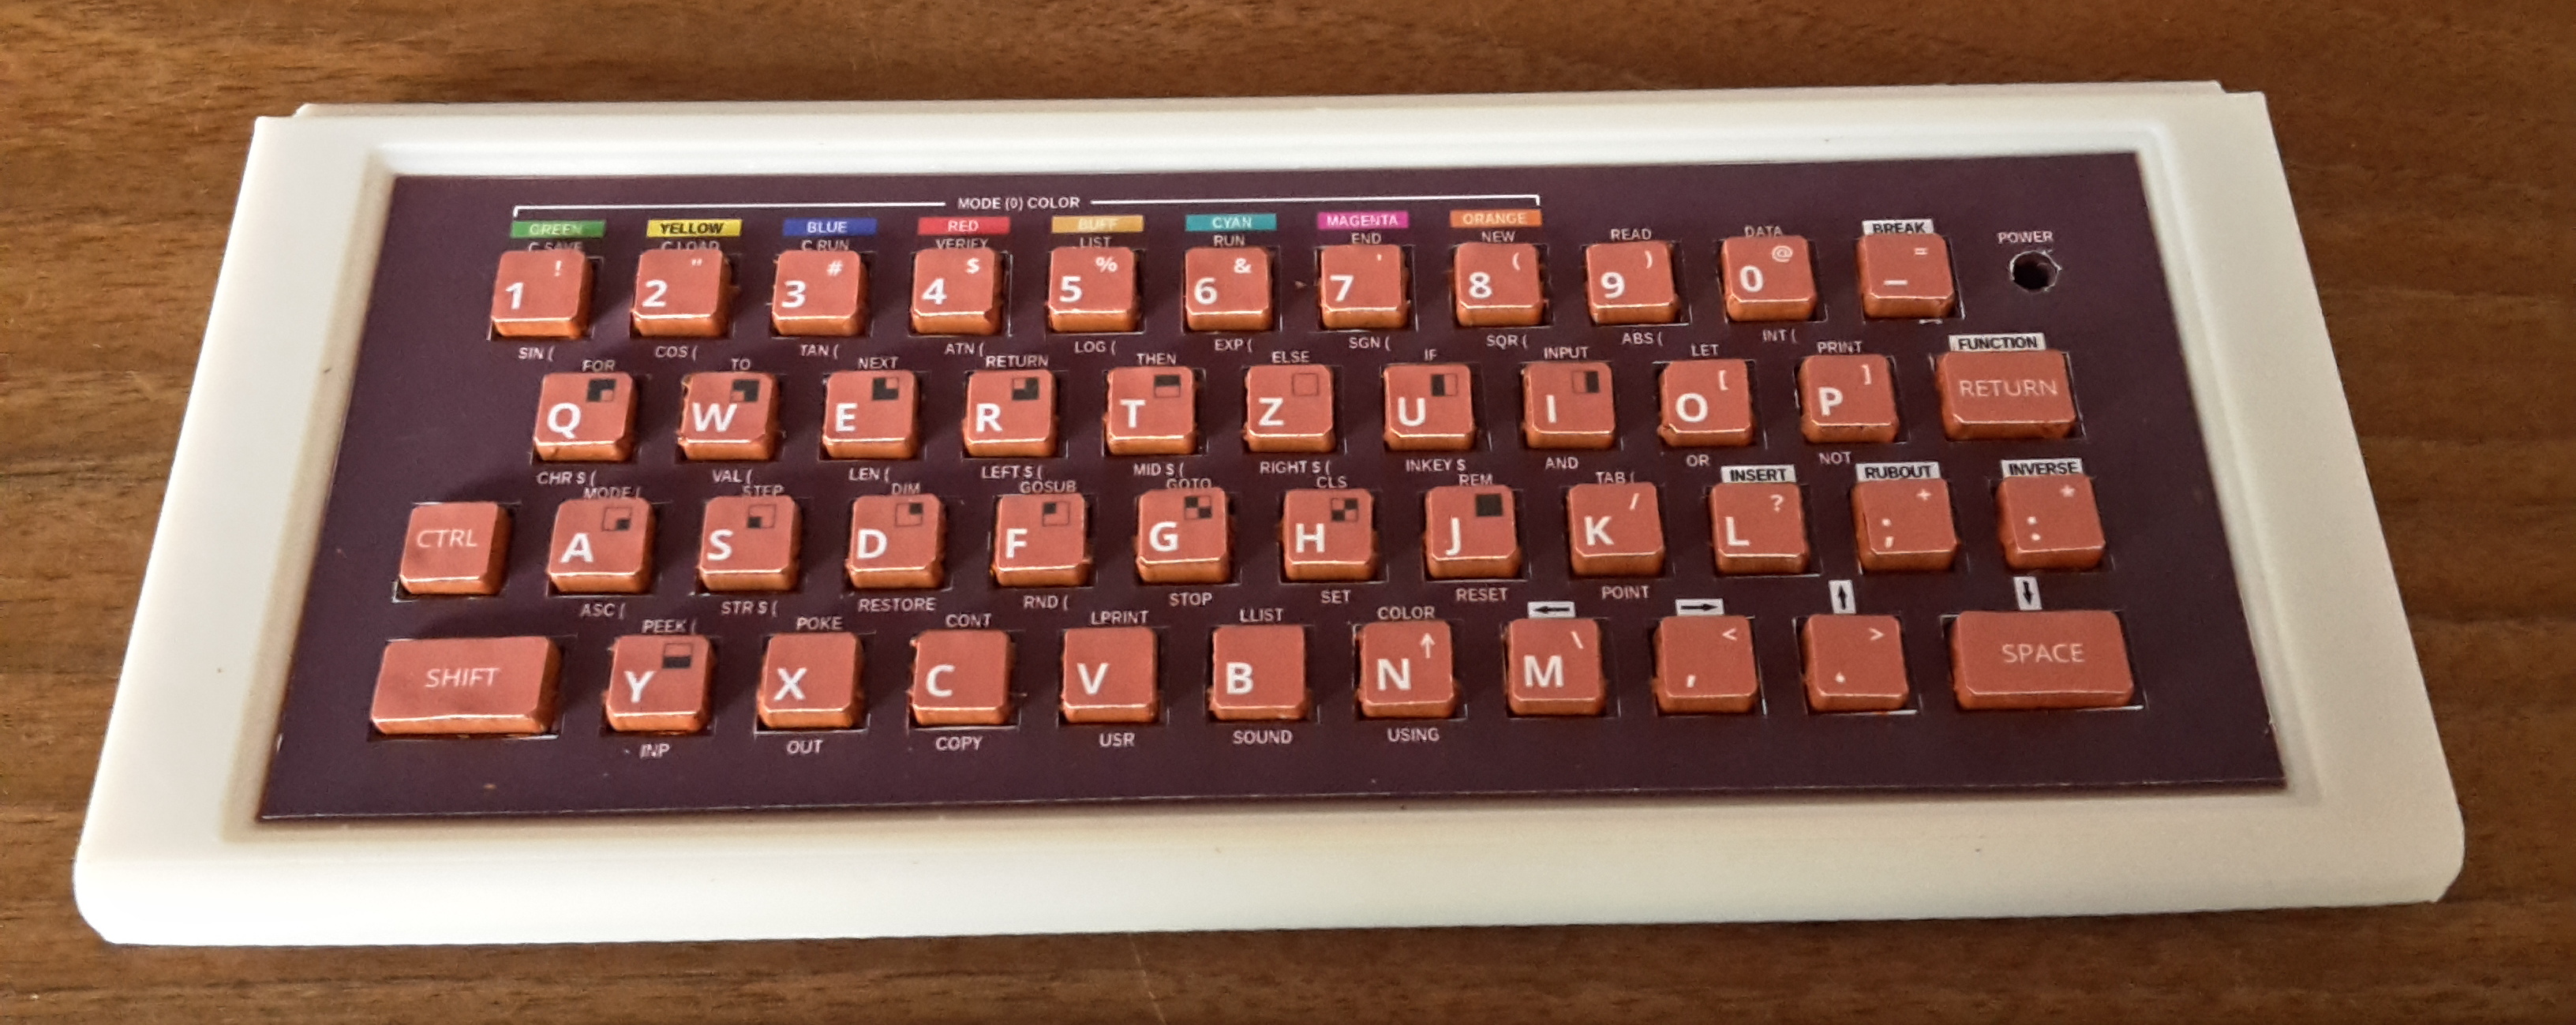 MODE (0) COLOR
GREEN YELLOW BLUE RED BUFF CYAN MAGENTA ORANGE
C SAVE C LOAD C RUN VERIFY LIST RUN END NEW READ DATA BREAK POWER
! " # $ % & ' ( ) @ =
1 2 3 4 5 6 7 8 9 0 –
SIN ( COS ( TAN ( ATN ( LOG ( EXP ( SGN ( SQR ( ABS ( INT (
FOR TO NEXT RETURN THEN ELSE IF INPUT LET PRINT FUNCTION
[ ]
Q W E R T Z U I O P RETURN
CHR $ ( VAL ( LEN ( LEFT $ ( MID $ ( RIGHT $ ( INKEY $ AND OR NOT
MODE ( STEP DIM GOSUB GOTO CLS REM TAB ( INSERT RUBOUT INVERSE
/ ? + *
CTRL A S D F G H J K L ; :
ASC ( STR $ ( RESTORE RND ( STOP SET RESET POINT
PEEK ( POKE CONT LPRINT LLIST COLOR ← → ↑ ↓
↑ \ < >
SHIFT Y X C V B N M , . SPACE
INP OUT COPY USR SOUND USING